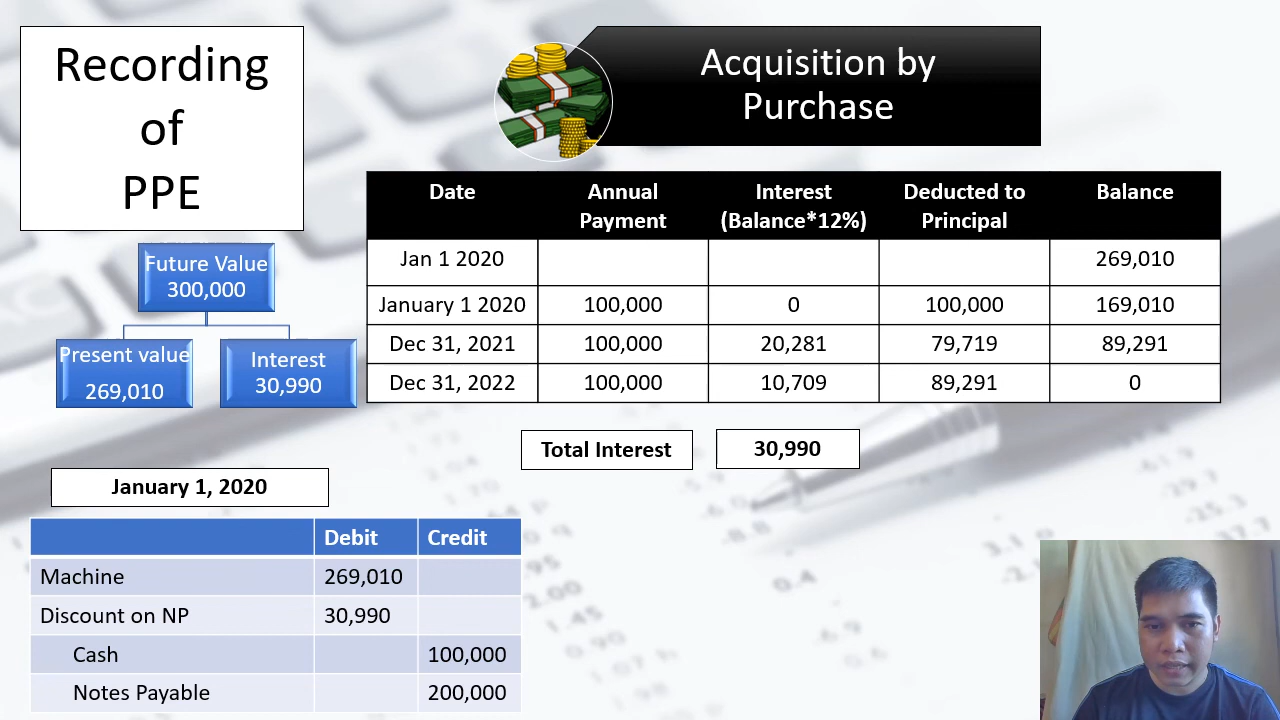 Recording
of
PPE
Acquisition by
Purchase
Future Value
300,000
Present value
269,010
Interest
30,990
Date Annual Payment Interest (Balance*12%) Deducted to Principal Balance
Jan 1 2020 269,010
January 1 2020 100,000 0 100,000 169,010
Dec 31, 2021 100,000 20,281 79,719 89,291
Dec 31, 2022 100,000 10,709 89,291 0
Total Interest 30,990
January 1, 2020
Debit Credit
Machine 269,010
Discount on NP 30,990
Cash 100,000
Notes Payable 200,000